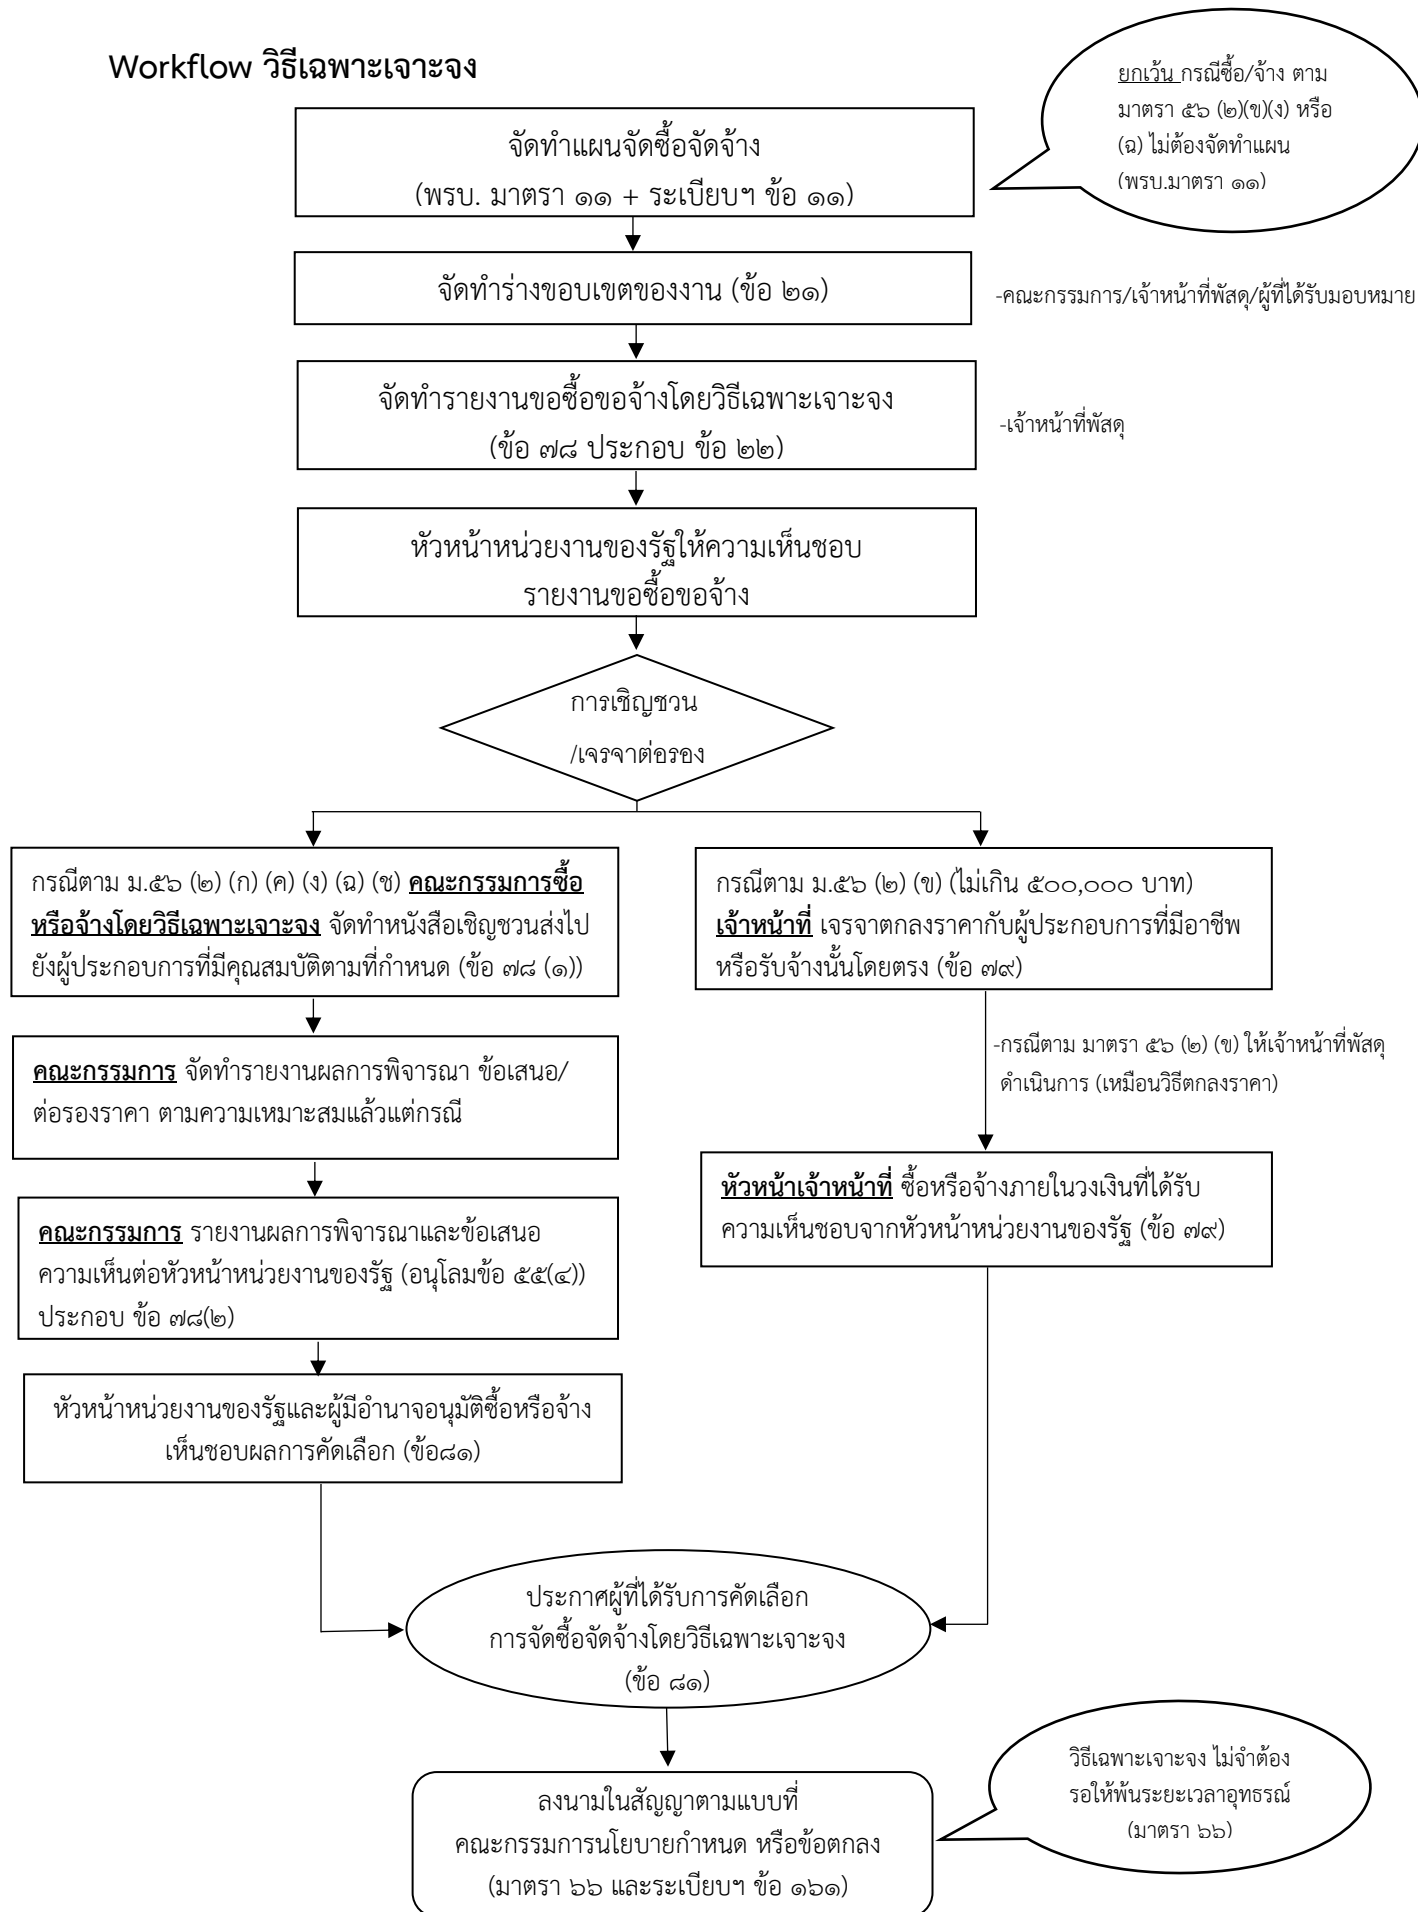 Workflow วิธีเฉพาะเจาะจง
ยกเว้น กรณีซื้อ/จ้าง ตาม
มาตรา ๕๖ (๒)(ข)(ง) หรือ
(ฉ) ไม่ต้องจัดทำแผน
(พรบ.มาตรา ๑๑)
จัดทำแผนจัดซื้อจัดจ้าง
(พรบ. มาตรา ๑๑ + ระเบียบฯ ข้อ ๑๑)
จัดทำร่างขอบเขตของงาน (ข้อ ๒๑)
-คณะกรรมการ/เจ้าหน้าที่พัสดุ/ผู้ที่ได้รับมอบหมาย
จัดทำรายงานขอซื้อขอจ้างโดยวิธีเฉพาะเจาะจง
(ข้อ ๗๘ ประกอบ ข้อ ๒๒)
-เจ้าหน้าที่พัสดุ
หัวหน้าหน่วยงานของรัฐให้ความเห็นชอบ
รายงานขอซื้อขอจ้าง
การเชิญชวน
/เจรจาต่อรอง
กรณีตาม ม.๕๖ (๒) (ก) (ค) (ง) (ฉ) (ช) คณะกรรมการซื้อ
หรือจ้างโดยวิธีเฉพาะเจาะจง จัดทำหนังสือเชิญชวนส่งไป
ยังผู้ประกอบการที่มีคุณสมบัติตามที่กำหนด (ข้อ ๗๘ (๑))
กรณีตาม ม.๕๖ (๒) (ข) (ไม่เกิน ๕๐๐,๐๐๐ บาท)
เจ้าหน้าที่ เจรจาตกลงราคากับผู้ประกอบการที่มีอาชีพ
หรือรับจ้างนั้นโดยตรง (ข้อ ๗๙)
คณะกรรมการ จัดทำรายงานผลการพิจารณา ข้อเสนอ/
ต่อรองราคา ตามความเหมาะสมแล้วแต่กรณี
-กรณีตาม มาตรา ๕๖ (๒) (ข) ให้เจ้าหน้าที่พัสดุ
ดำเนินการ (เหมือนวิธีตกลงราคา)
คณะกรรมการ รายงานผลการพิจารณาและข้อเสนอ
ความเห็นต่อหัวหน้าหน่วยงานของรัฐ (อนุโลมข้อ ๕๕(๔))
ประกอบ ข้อ ๗๘(๒)
หัวหน้าเจ้าหน้าที่ ซื้อหรือจ้างภายในวงเงินที่ได้รับ
ความเห็นชอบจากหัวหน้าหน่วยงานของรัฐ (ข้อ ๗๙)
หัวหน้าหน่วยงานของรัฐและผู้มีอำนาจอนุมัติซื้อหรือจ้าง
เห็นชอบผลการคัดเลือก (ข้อ๘๑)
ประกาศผู้ที่ได้รับการคัดเลือก
การจัดซื้อจัดจ้างโดยวิธีเฉพาะเจาะจง
(ข้อ ๘๑)
ลงนามในสัญญาตามแบบที่
คณะกรรมการนโยบายกำหนด หรือข้อตกลง
(มาตรา ๖๖ และระเบียบฯ ข้อ ๑๖๑)
วิธีเฉพาะเจาะจง ไม่จำต้อง
รอให้พ้นระยะเวลาอุทธรณ์
(มาตรา ๖๖)